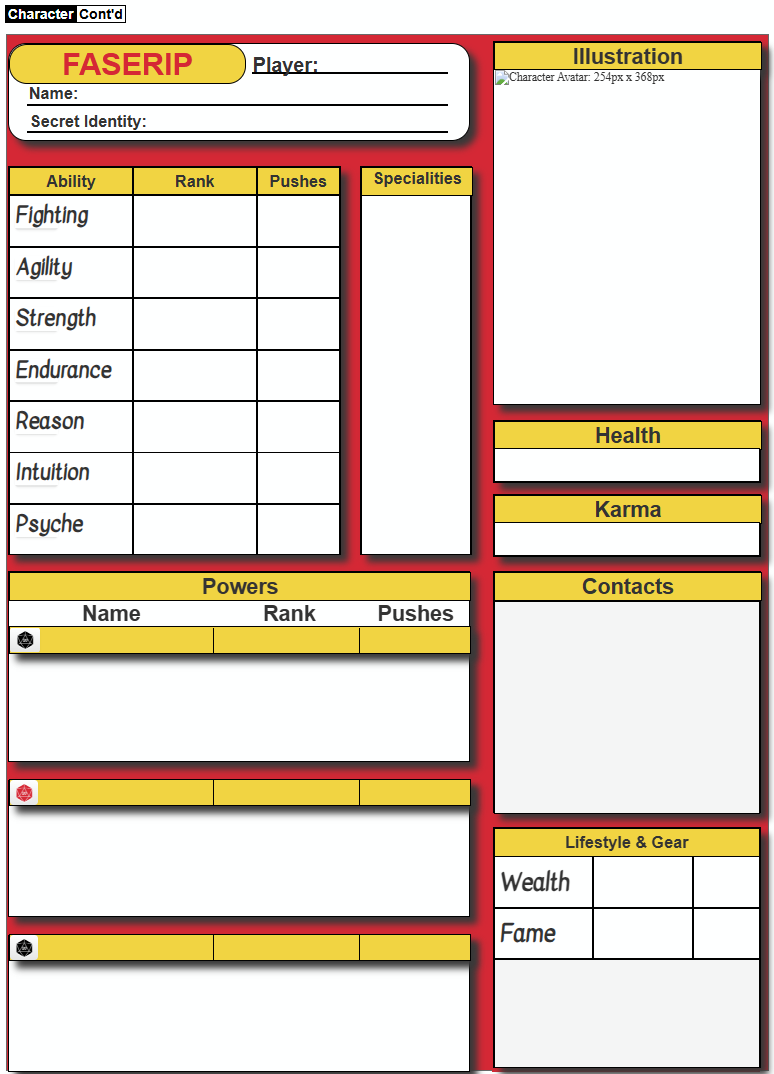 Character Cont'd
FASERIP
Player:
Name:
Secret Identity:
Ability Rank Pushes
Fighting
Agility
Strength
Endurance
Reason
Intuition
Psyche
Specialities
Powers
Name Rank Pushes
Illustration
Character Avatar: 254px x 368px
Health
Karma
Contacts
Lifestyle & Gear
Wealth
Fame